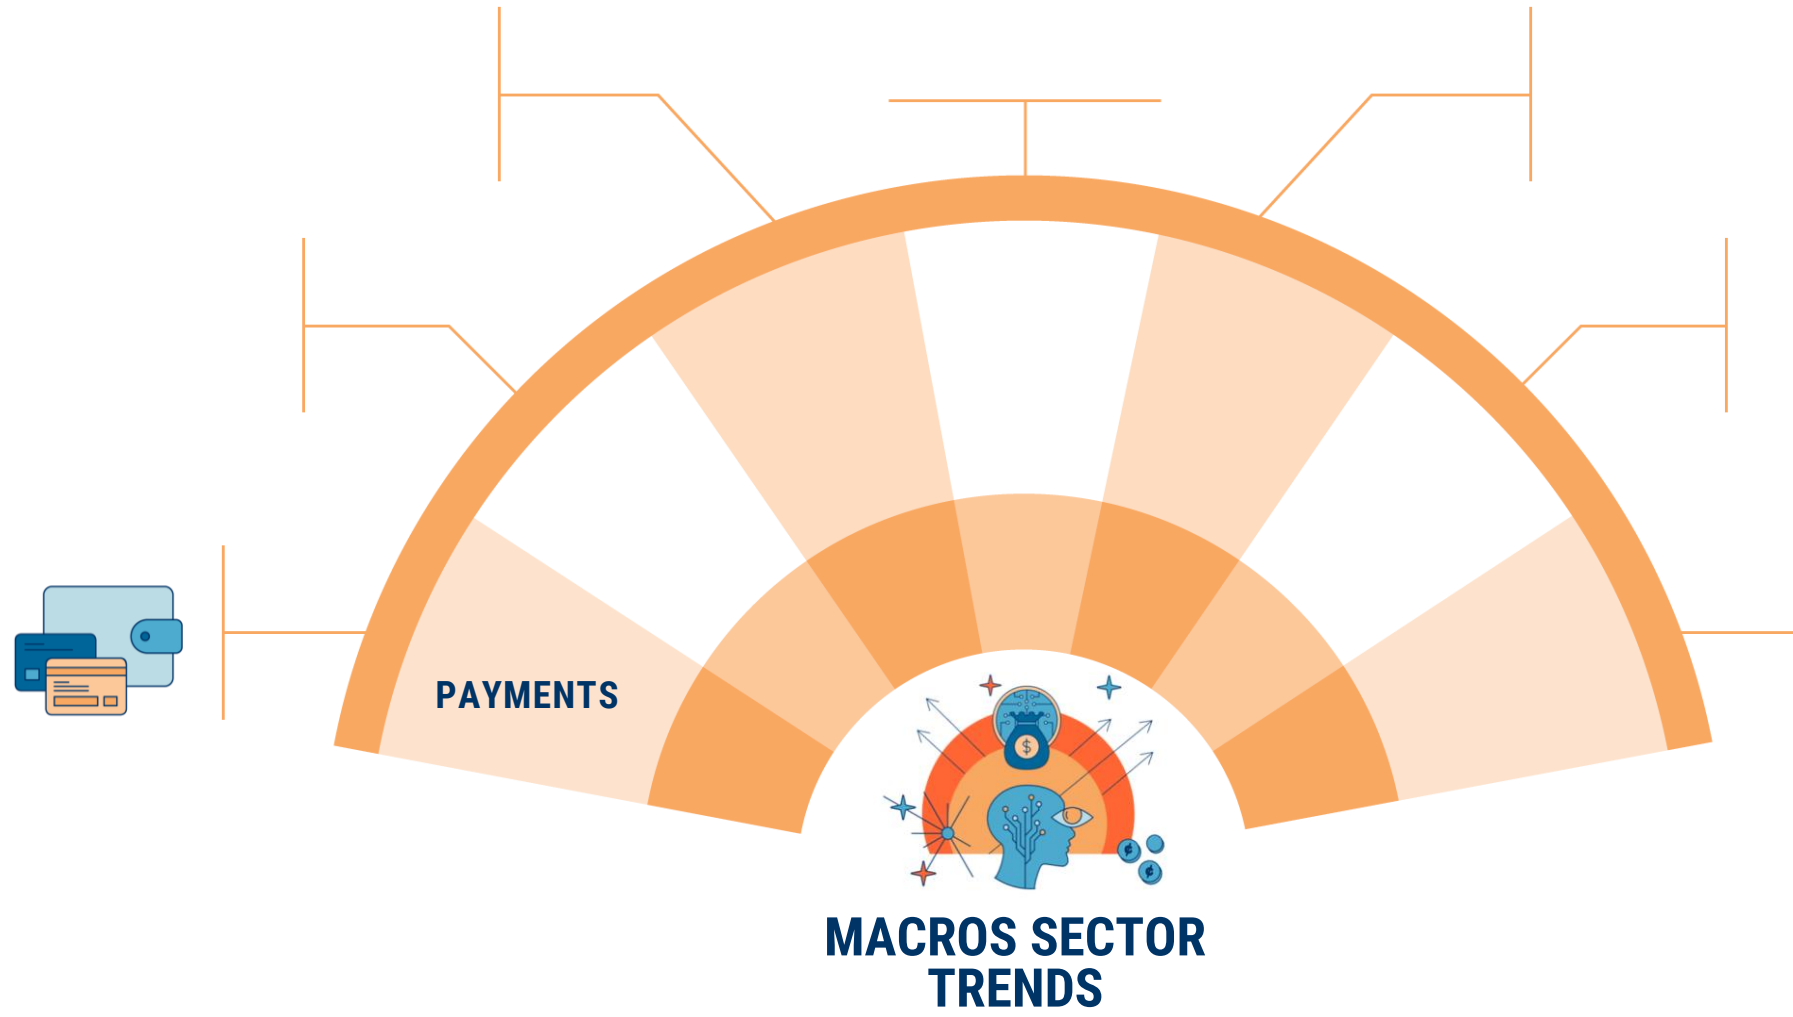 PAYMENTS
$
¢
¢
MACROS SECTOR
TRENDS